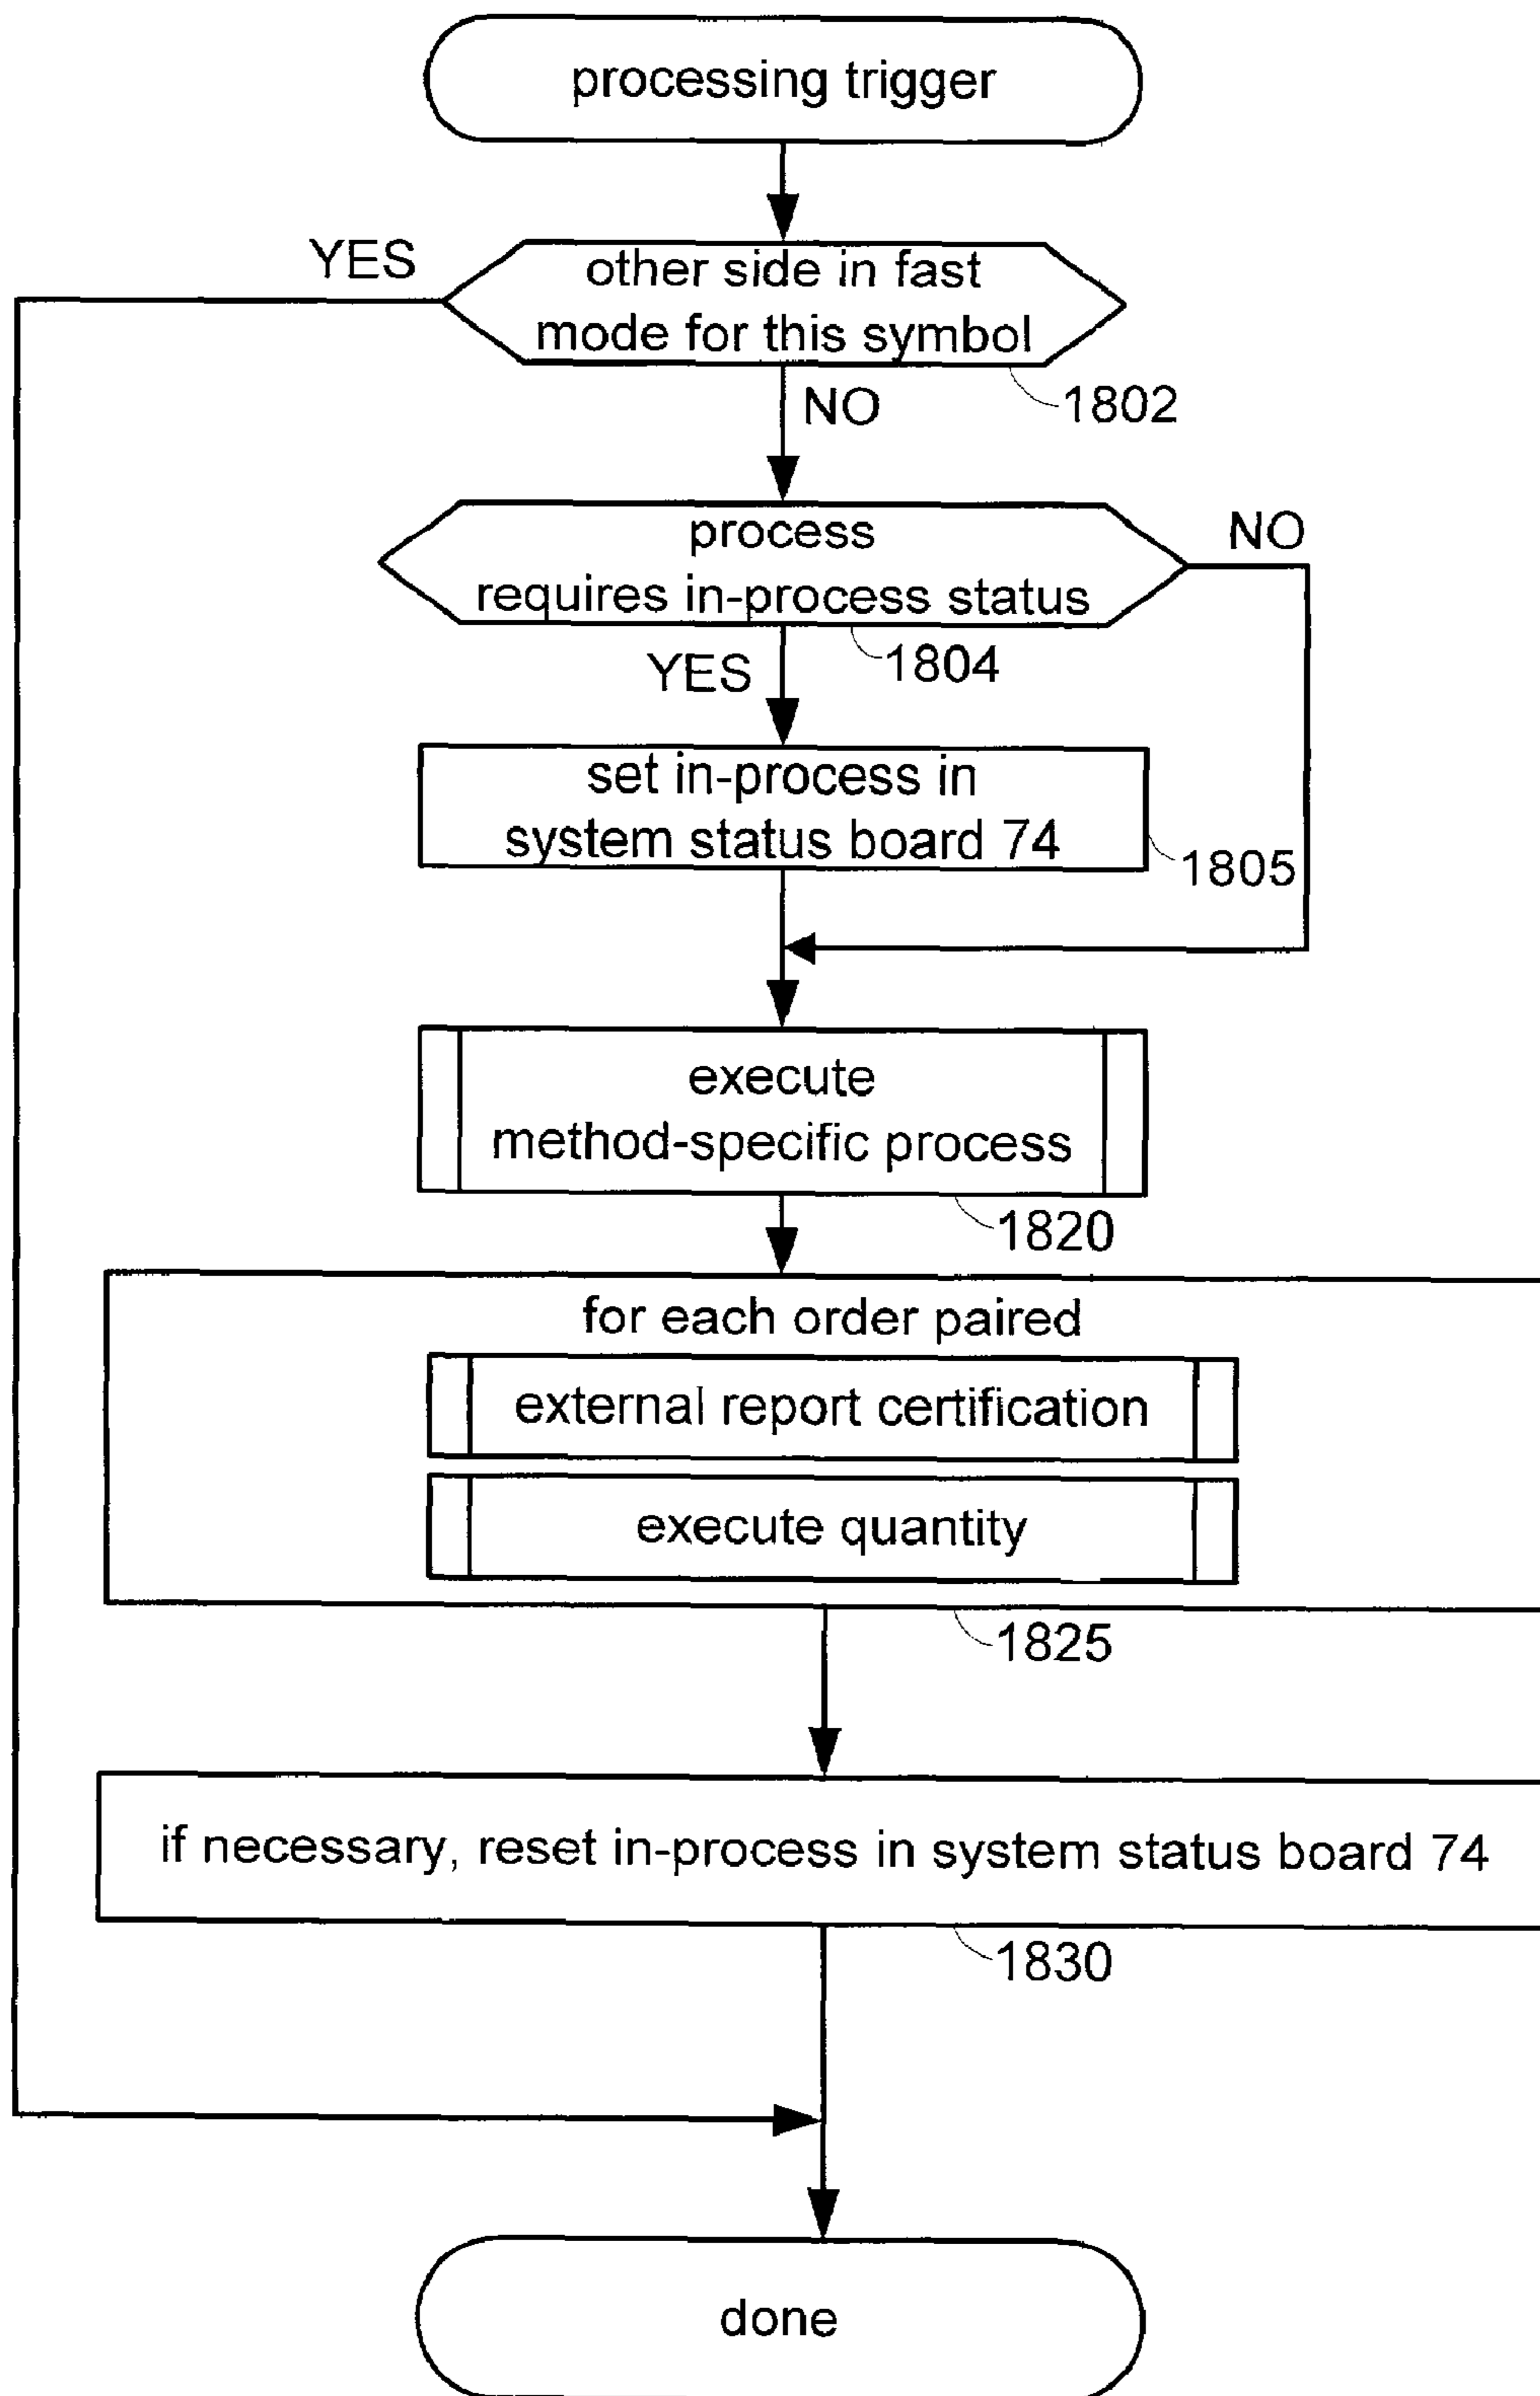 processing trigger
YES
other side in fast
mode for this symbol
1802
NO
process
requires in-process status
NO
1804
YES
set in-process in
system status board 74
1805
execute
method-specific process
1820
for each order paired
external report certification
execute quantity
1825
if necessary, reset in-process in system status board 74
1830
done